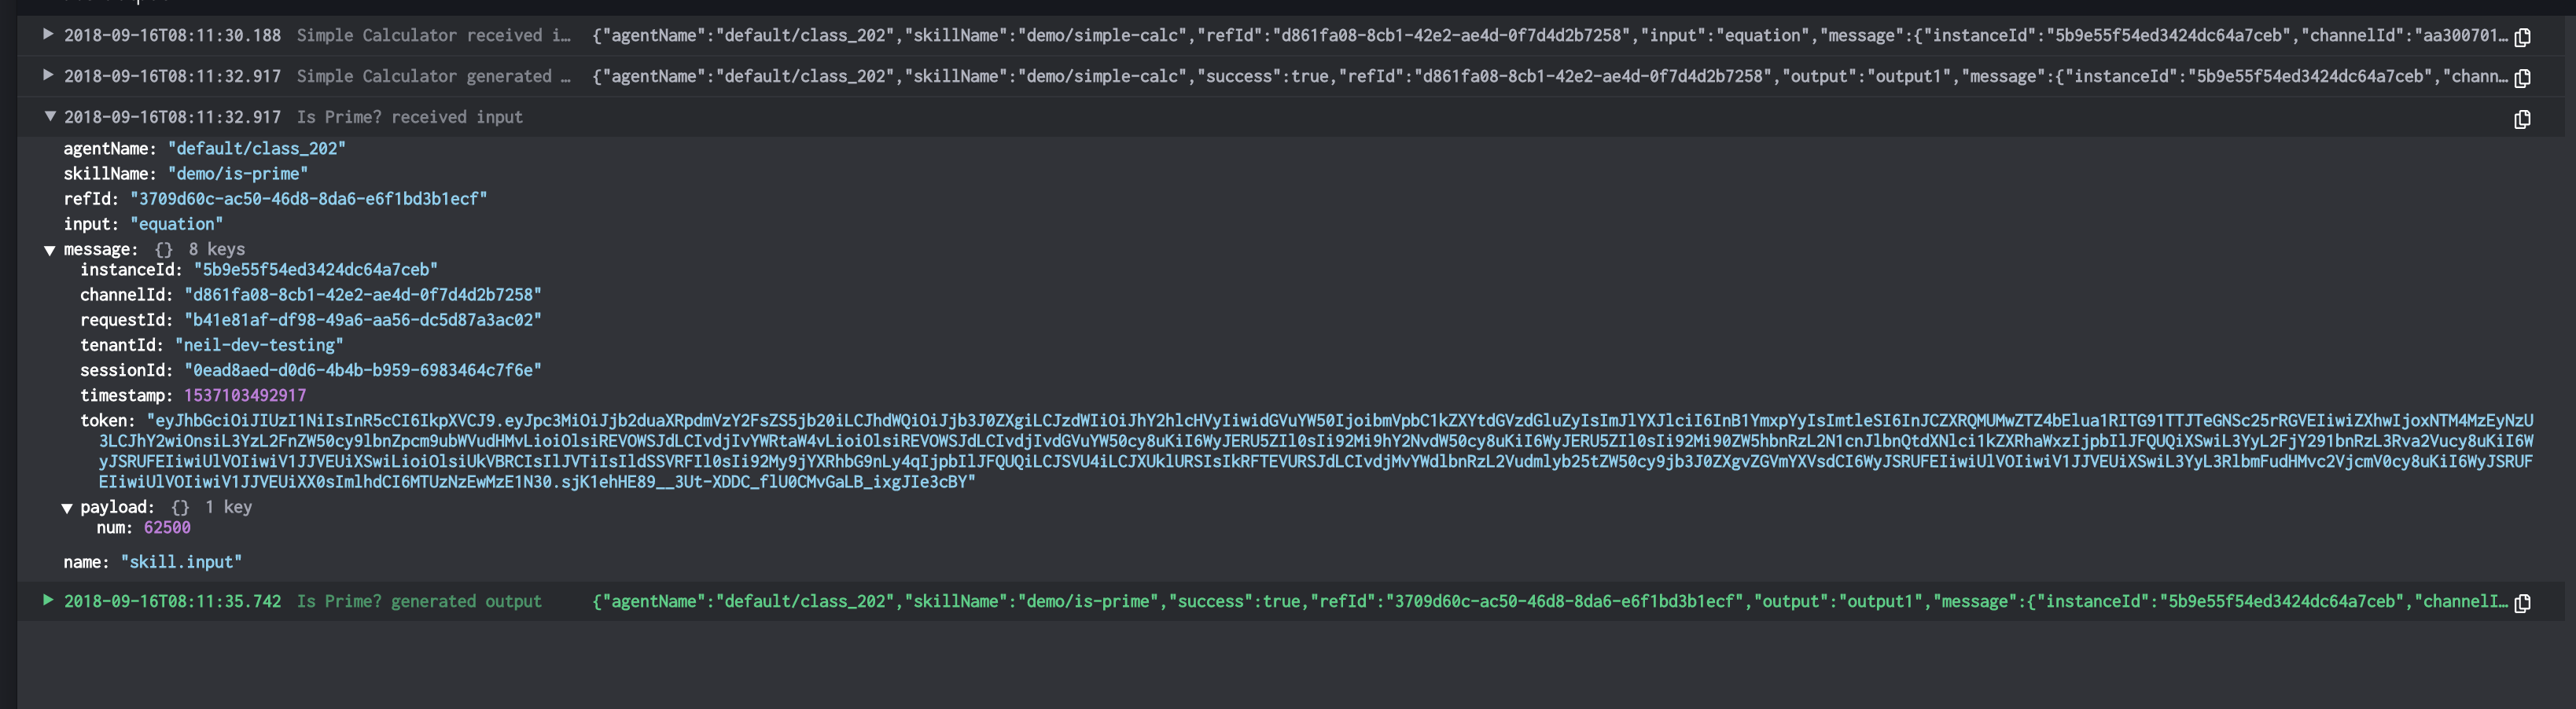 2018-09-16T08:11:30.188 Simple Calculator received i… {"agentName":"default/class_202","skillName":"demo/simple-calc","refId":"d861fa08-8cb1-42e2-ae4d-0f7d4d2b7258","input":"equation","message":{"instanceId":"5b9e55f54ed3424dc64a7ceb","channelId":"aa300701…
2018-09-16T08:11:32.917 Simple Calculator generated … {"agentName":"default/class_202","skillName":"demo/simple-calc","success":true,"refId":"d861fa08-8cb1-42e2-ae4d-0f7d4d2b7258","output":"output1","message":{"instanceId":"5b9e55f54ed3424dc64a7ceb","chann…
2018-09-16T08:11:32.917 Is Prime? received input
agentName: "default/class_202"
skillName: "demo/is-prime"
refId: "3709d60c-ac50-46d8-8da6-e6f1bd3b1ecf"
input: "equation"
message: {} 8 keys
instanceId: "5b9e55f54ed3424dc64a7ceb"
channelId: "d861fa08-8cb1-42e2-ae4d-0f7d4d2b7258"
requestId: "b41e81af-df98-49a6-aa56-dc5d87a3ac02"
tenantId: "neil-dev-testing"
sessionId: "0ead8aed-d0d6-4b4b-b959-6983464c7f6e"
timestamp: 1537103492917
token:
payload: {} 1 key
num: 62500
name: "skill.input"
2018-09-16T08:11:35.742 Is Prime? generated output {"agentName":"default/class_202","skillName":"demo/is-prime","success":true,"refId":"3709d60c-ac50-46d8-8da6-e6f1bd3b1ecf","output":"output1","message":{"instanceId":"5b9e55f54ed3424dc64a7ceb","channelI…